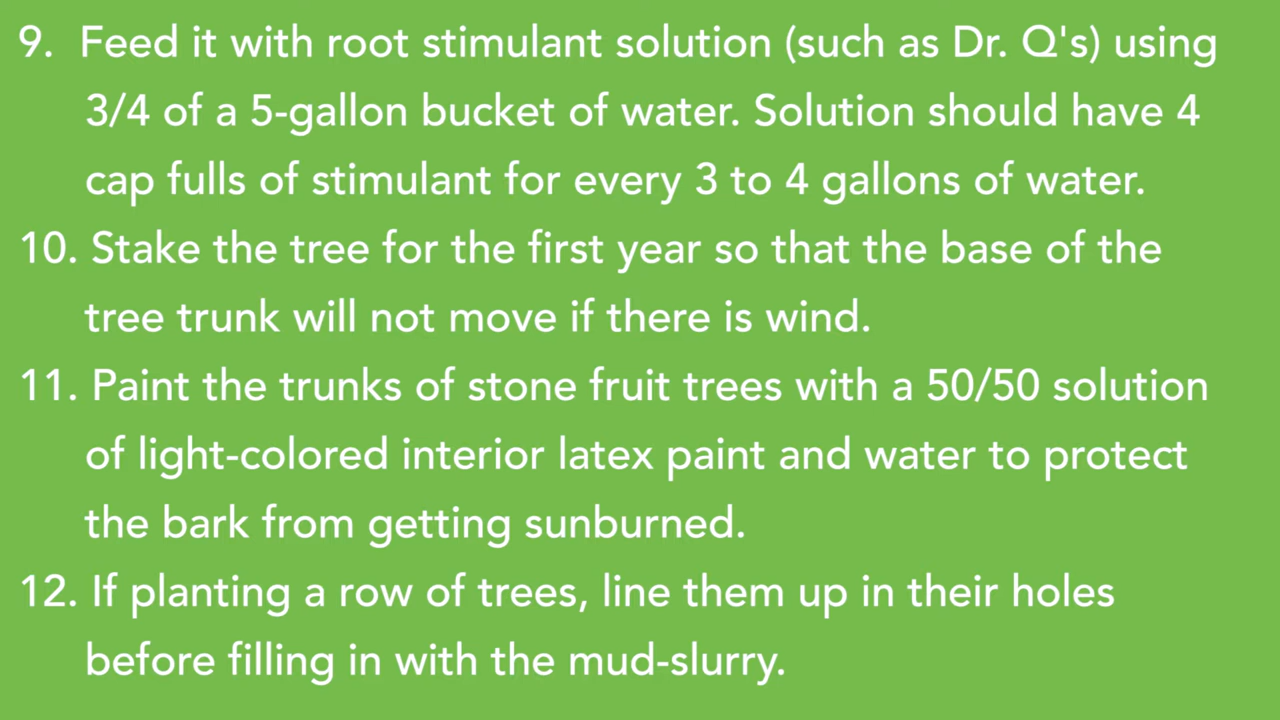 9. Feed it with root stimulant solution (such as Dr. Q's) using
3/4 of a 5-gallon bucket of water. Solution should have 4
cap fulls of stimulant for every 3 to 4 gallons of water.
10. Stake the tree for the first year so that the base of the
tree trunk will not move if there is wind.
11. Paint the trunks of stone fruit trees with a 50/50 solution
of light-colored interior latex paint and water to protect
the bark from getting sunburned.
12. If planting a row of trees, line them up in their holes
before filling in with the mud-slurry.